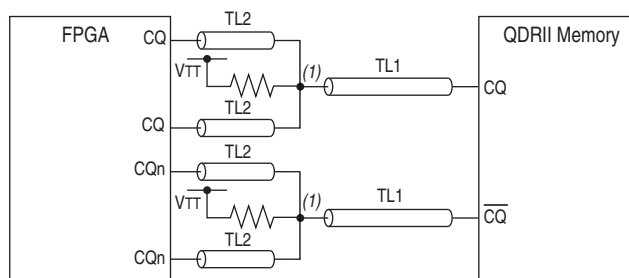 FPGA
QDRII Memory
TL2
CQ
VTT
(1)
TL1
CQ
CQ
TL2
TL2
CQn
VTT
(1)
TL1
CQ
CQn
TL2